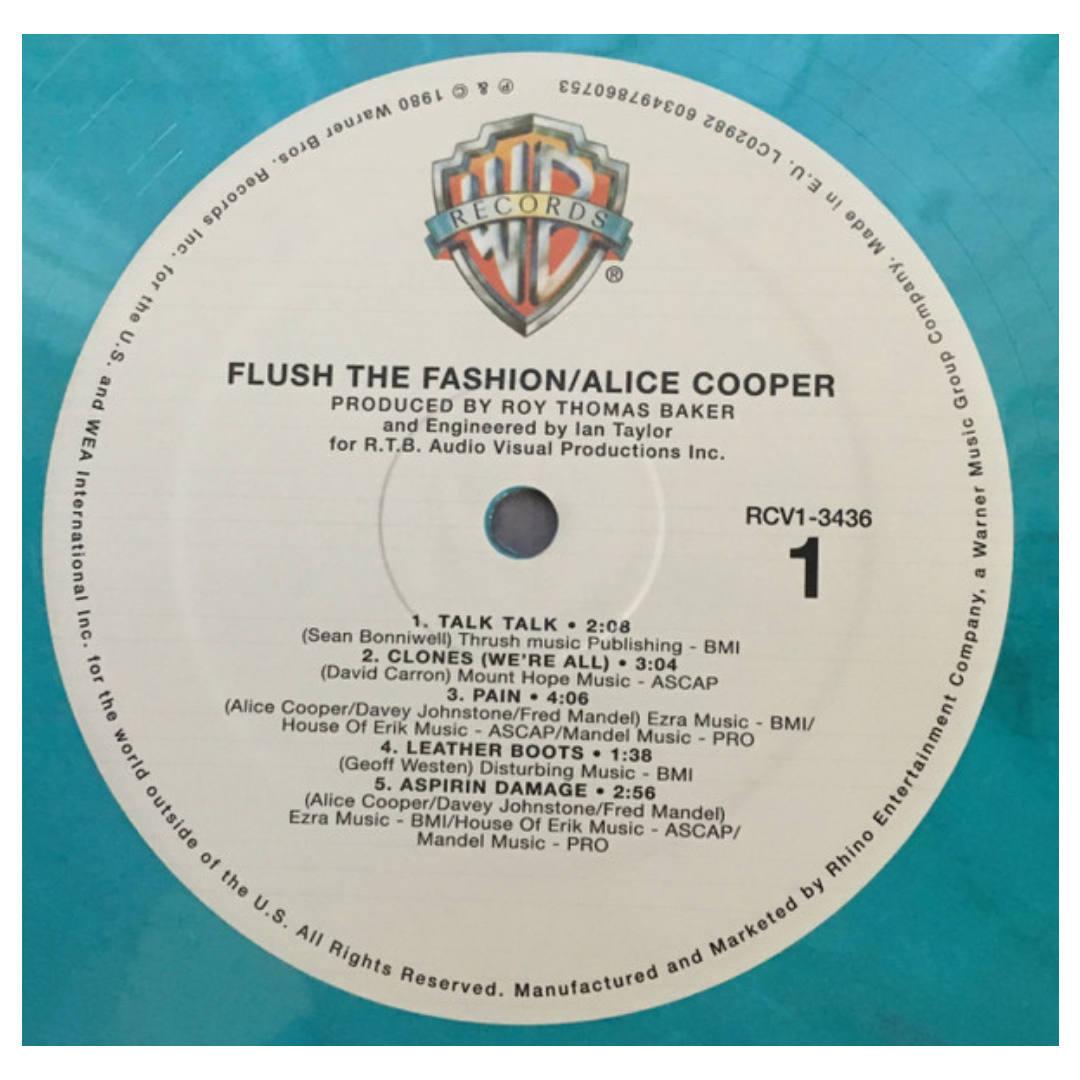 WB
RECORDS
®
FLUSH THE FASHION/ALICE COOPER
PRODUCED BY ROY THOMAS BAKER
and Engineered by Ian Taylor
for R.T.B. Audio Visual Productions Inc.
RCV1-3436
1
1. TALK TALK • 2:08
(Sean Bonniwell) Thrush music Publishing - BMI
2. CLONES (WE'RE ALL) • 3:04
(David Carron) Mount Hope Music - ASCAP
3. PAIN • 4:06
(Alice Cooper/Davey Johnstone/Fred Mandel) Ezra Music - BMI/
House Of Erik Music - ASCAP/Mandel Music - PRO
4. LEATHER BOOTS • 1:38
(Geoff Westen) Disturbing Music - BMI
5. ASPIRIN DAMAGE • 2:56
(Alice Cooper/Davey Johnstone/Fred Mandel)
Ezra Music - BMI/House Of Erik Music - ASCAP/
Mandel Music - PRO
℗ & © 1980 Warner Bros. Records Inc. for the U.S. and WEA International Inc. for the world outside of the U.S. All Rights Reserved. Manufactured and Marketed by Rhino Entertainment Company, a Warner Music Group Company. Made in E.U. LC02982 603497860753